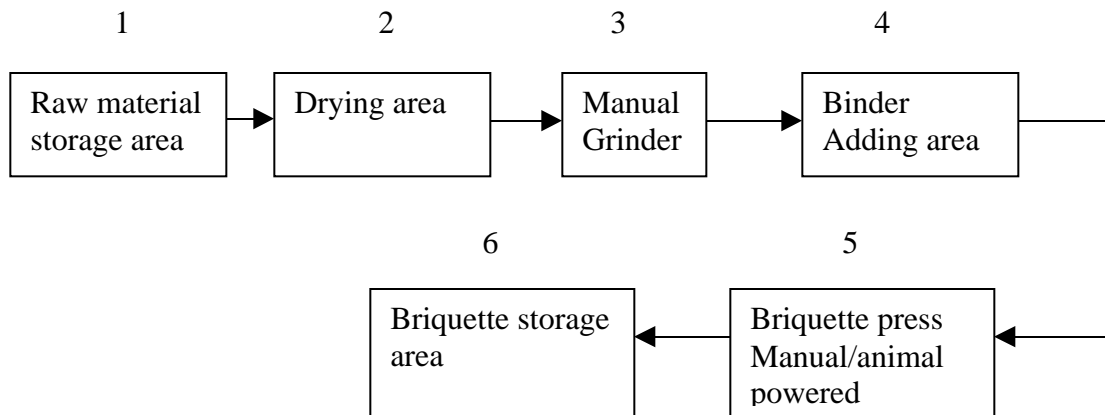 1 2 3 4
Raw material
storage area
Drying area
Manual
Grinder
Binder
Adding area
6 5
Briquette storage
area
Briquette press
Manual/animal
powered